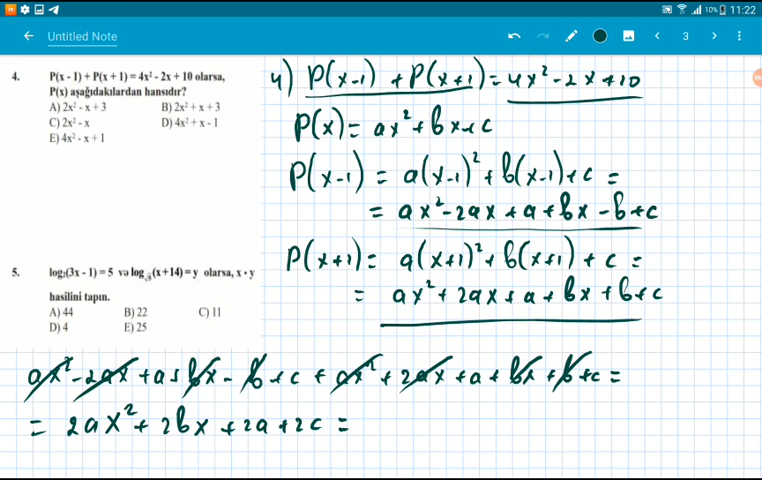 10% 11:22
Untitled Note
3
4. P(x - 1) + P(x + 1) = 4x² - 2x + 10 olarsa,
P(x) aşağıdakılardan hansıdır?
A) 2x² - x + 3 B) 2x² + x + 3
C) 2x² - x D) 4x² + x - 1
E) 4x² - x + 1
4) P(x-1) + P(x+1) = 4x² - 2x + 10
P(x) = ax² + bx + c
P(x-1) = a(x-1)² + b(x-1) + c =
= ax² - 2ax + a + bx - b + c
P(x+1) = a(x+1)² + b(x+1) + c =
= ax² + 2ax + a + bx + b + c
5. (3x - 1) = 5 və (x + 14) = y olarsa, x • y
hasilini tapın.
A) 44 B) 22 C) 11
D) 4 E) 25
ax² - 2ax + a + bx - b + c + ax² + 2ax + a + bx + b + c =
= 2ax² + 2bx + 2a + 2c =